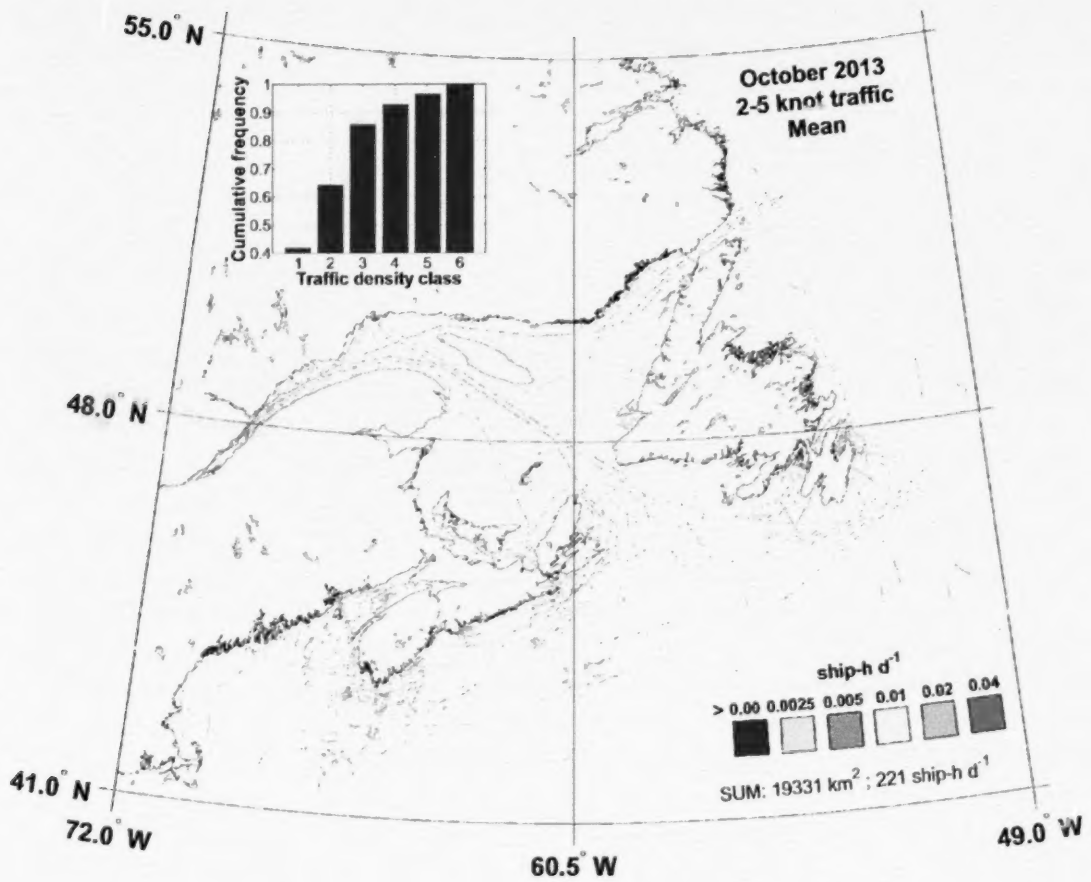 55.0° N
October 2013
2-5 knot traffic
Mean
Cumulative frequency
1
0.9
0.8
0.7
0.6
0.5
0.4
1 2 3 4 5 6
Traffic density class
48.0° N
ship-h d⁻¹
> 0.00 0.0025 0.005 0.01 0.02 0.04
SUM: 19331 km² ; 221 ship-h d⁻¹
41.0° N
72.0° W
60.5° W
49.0° W